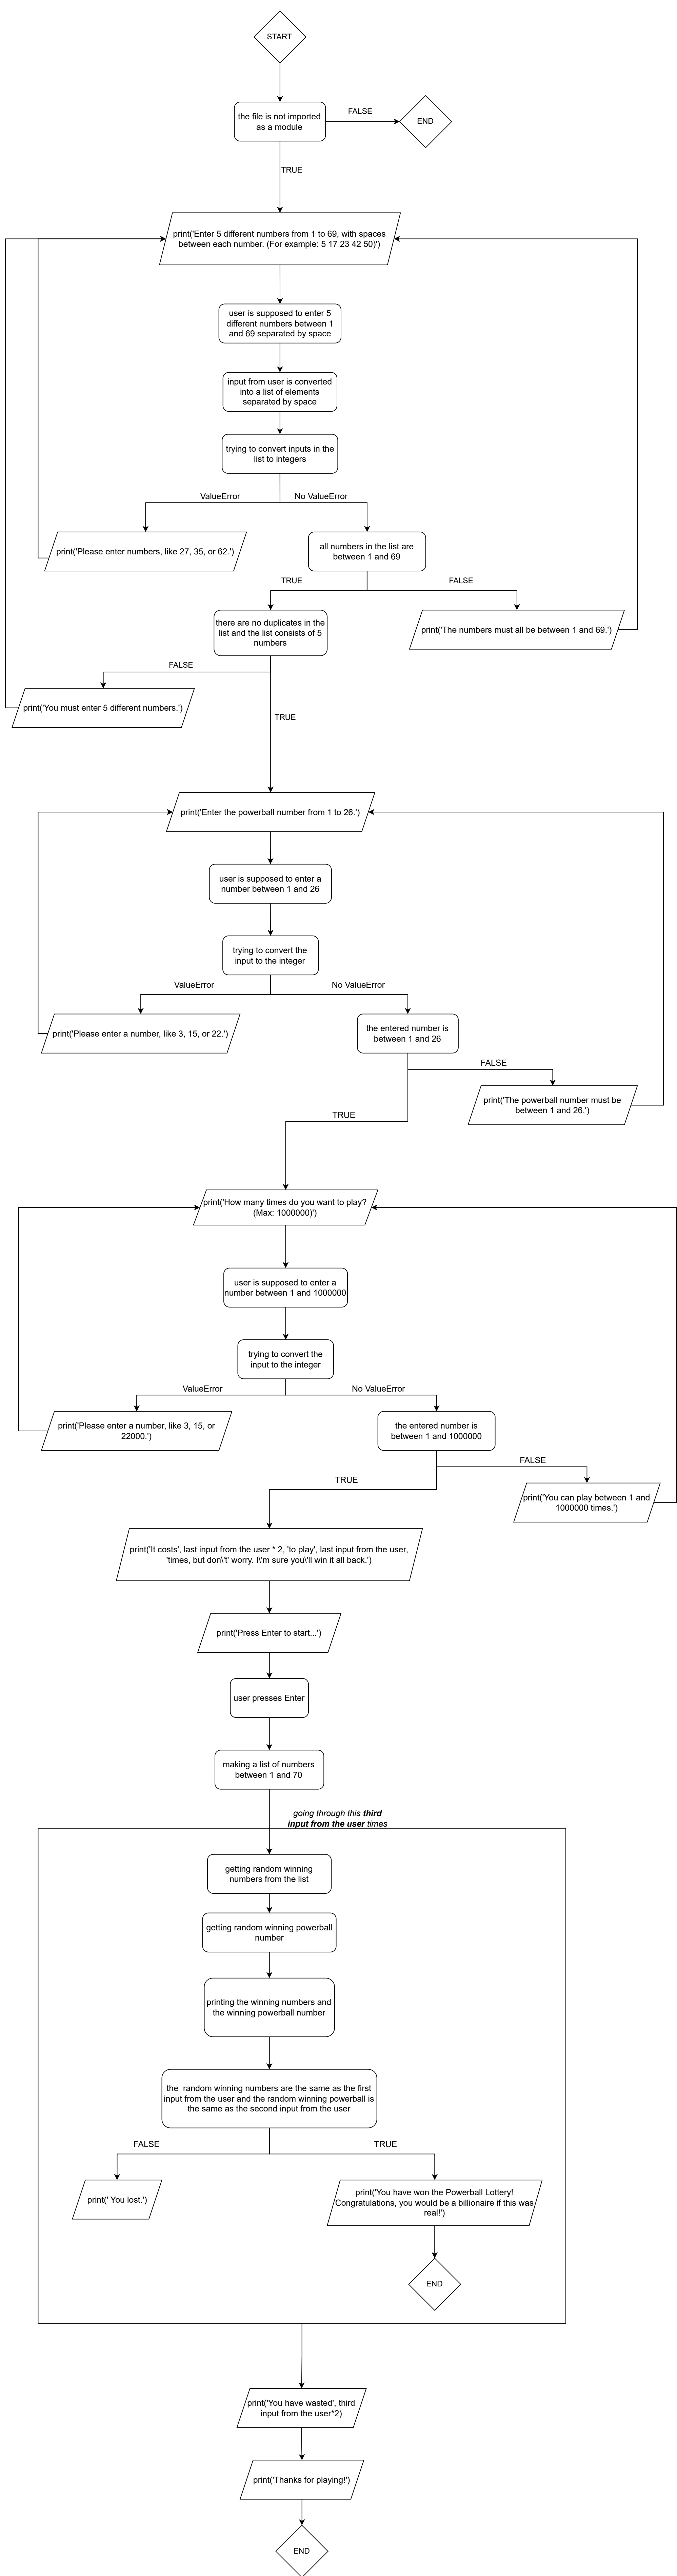 START
the file is not imported
as a module
FALSE
END
TRUE
print('Enter 5 different numbers from 1 to 69, with spaces
between each number. (For example: 5 17 23 42 50)')
user is supposed to enter 5
different numbers between 1
and 69 separated by space
input from user is converted
into a list of elements
separated by space
trying to convert inputs in the
list to integers
ValueError
No ValueError
print('Please enter numbers, like 27, 35, or 62.')
all numbers in the list are
between 1 and 69
TRUE
FALSE
there are no duplicates in the
list and the list consists of 5
numbers
print('The numbers must all be between 1 and 69.')
FALSE
print('You must enter 5 different numbers.')
TRUE
print('Enter the powerball number from 1 to 26.')
user is supposed to enter a
number between 1 and 26
trying to convert the
input to the integer
ValueError
No ValueError
print('Please enter a number, like 3, 15, or 22.')
the entered number is
between 1 and 26
FALSE
print('The powerball number must be
between 1 and 26.')
TRUE
print('How many times do you want to play?
(Max: 1000000)')
user is supposed to enter a
number between 1 and 1000000
trying to convert the
input to the integer
ValueError
No ValueError
print('Please enter a number, like 3, 15, or
22000.')
the entered number is
between 1 and 1000000
FALSE
TRUE
print('You can play between 1 and
1000000 times.')
print('It costs', last input from the user * 2, 'to play', last input from the user,
'times, but don\'t' worry. I\'m sure you\'ll win it all back.')
print('Press Enter to start...')
user presses Enter
making a list of numbers
between 1 and 70
going through this third
input from the user times
getting random winning
numbers from the list
getting random winning powerball
number
printing the winning numbers and
the winning powerball number
the  random winning numbers are the same as the first
input from the user and the random winning powerball is
the same as the second input from the user
FALSE
TRUE
print(' You lost.')
print('You have won the Powerball Lottery!
Congratulations, you would be a billionaire if this was
real!')
END
print('You have wasted', third
input from the user*2)
print('Thanks for playing!')
END